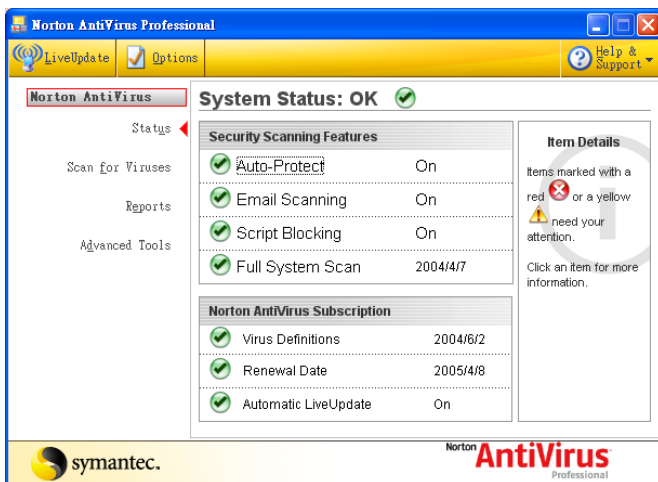 Norton AntiVirus Professional
LiveUpdate Options Help & Support
Norton AntiVirus
Status
Scan for Viruses
Reports
Advanced Tools
System Status: OK
Security Scanning Features
Auto-Protect On
Email Scanning On
Script Blocking On
Full System Scan 2004/4/7
Norton AntiVirus Subscription
Virus Definitions 2004/6/2
Renewal Date 2005/4/8
Automatic LiveUpdate On
Item Details
Items marked with a
red or a yellow
need your
attention.
Click an item for more
information.
symantec.
Norton AntiVirus
Professional